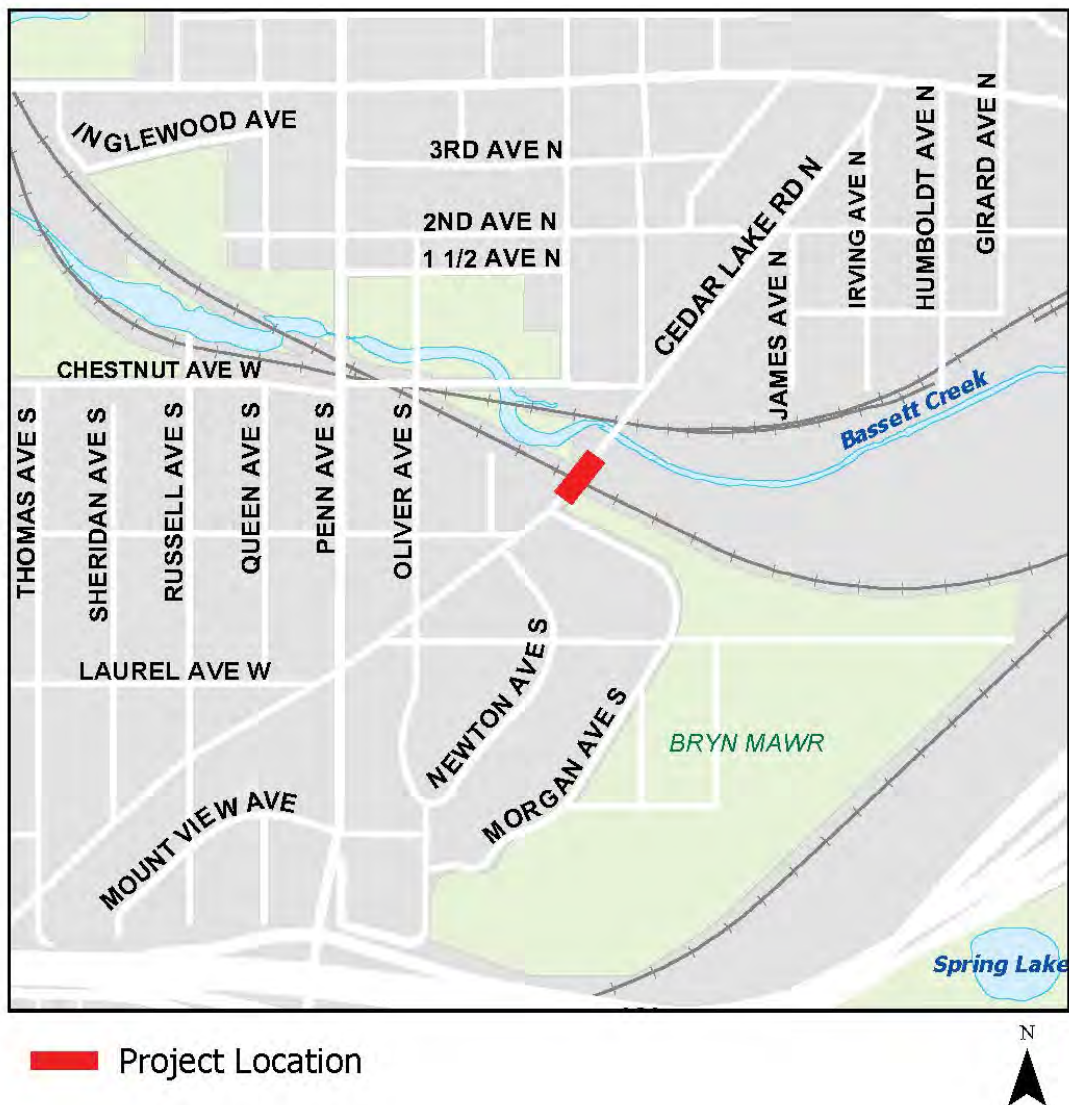 INGLEWOOD AVE
3RD AVE N
2ND AVE N
1 1/2 AVE N
CEDAR LAKE RD N
JAMES AVE N
IRVING AVE N
HUMBOLDT AVE N
GIRARD AVE N
CHESTNUT AVE W
Bassett Creek
THOMAS AVE S
SHERIDAN AVE S
RUSSELL AVE S
QUEEN AVE S
PENN AVE S
OLIVER AVE S
LAUREL AVE W
NEWTON AVE S
MORGAN AVE S
BRYN MAWR
MOUNT VIEW AVE
Spring Lake
Project Location
N